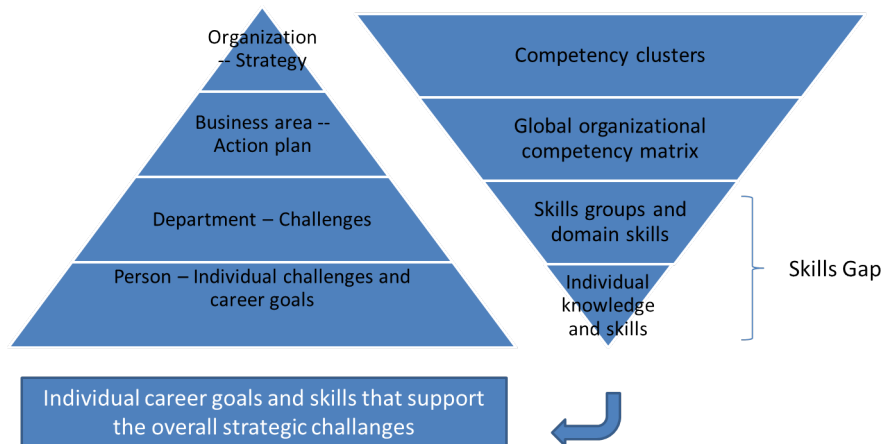 Organization
-- Strategy
Business area --
Action plan
Department – Challenges
Person – Individual challenges and
career goals
Competency clusters
Global organizational
competency matrix
Skills groups and
domain skills
Individual
knowledge
and skills
Skills Gap
Individual career goals and skills that support
the overall strategic challanges